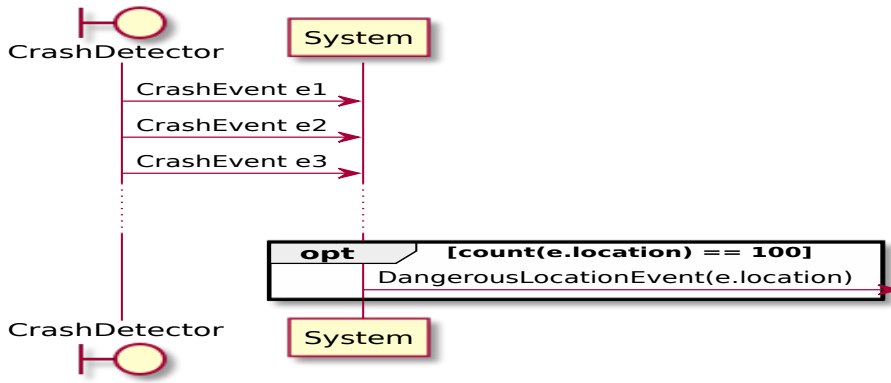 CrashDetector
System
CrashEvent e1
CrashEvent e2
CrashEvent e3
opt [count(e.location) == 100]
DangerousLocationEvent(e.location)
CrashDetector
System